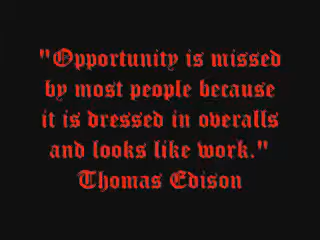 "Opportunity is missed
by most people because
it is dressed in overalls
and looks like work."
Thomas Edison